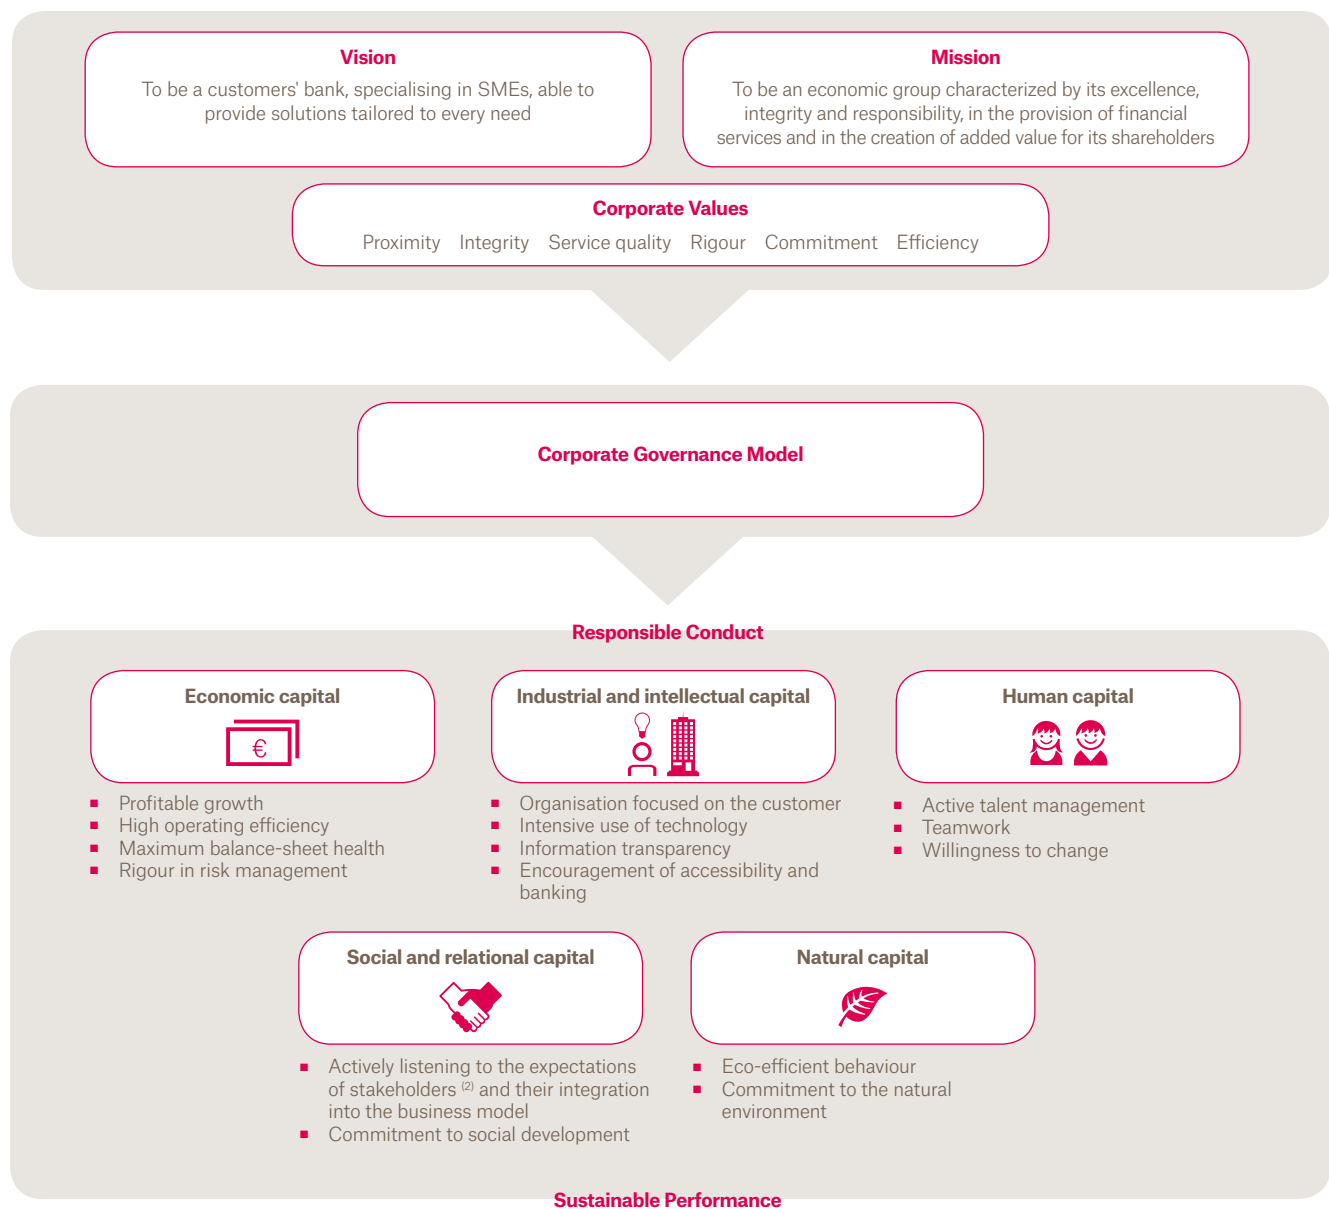 Vision
To be a customers' bank, specialising in SMEs, able to
provide solutions tailored to every need
Mission
To be an economic group characterized by its excellence,
integrity and responsibility, in the provision of financial
services and in the creation of added value for its shareholders
Corporate Values
Proximity Integrity Service quality Rigour Commitment Efficiency
Corporate Governance Model
Responsible Conduct
Economic capital
€
▪ Profitable growth
▪ High operating efficiency
▪ Maximum balance-sheet health
▪ Rigour in risk management
Industrial and intellectual capital
▪ Organisation focused on the customer
▪ Intensive use of technology
▪ Information transparency
▪ Encouragement of accessibility and
banking
Human capital
▪ Active talent management
▪ Teamwork
▪ Willingness to change
Social and relational capital
▪ Actively listening to the expectations
of stakeholders (2) and their integration
into the business model
▪ Commitment to social development
Natural capital
▪ Eco-efficient behaviour
▪ Commitment to the natural
environment
Sustainable Performance